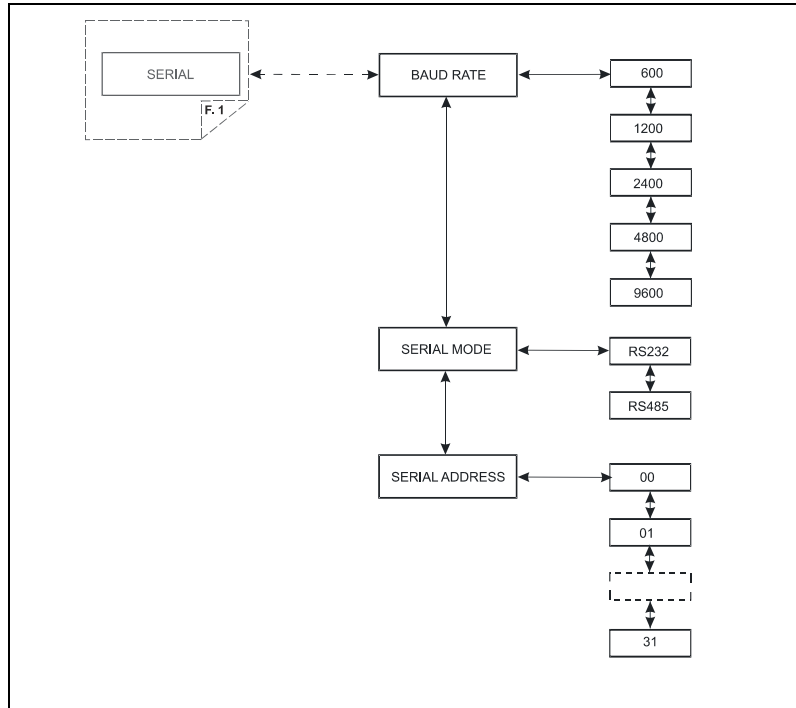 SERIAL
F. 1
BAUD RATE
600
1200
2400
4800
9600
SERIAL MODE
RS232
RS485
SERIAL ADDRESS
00
01
31